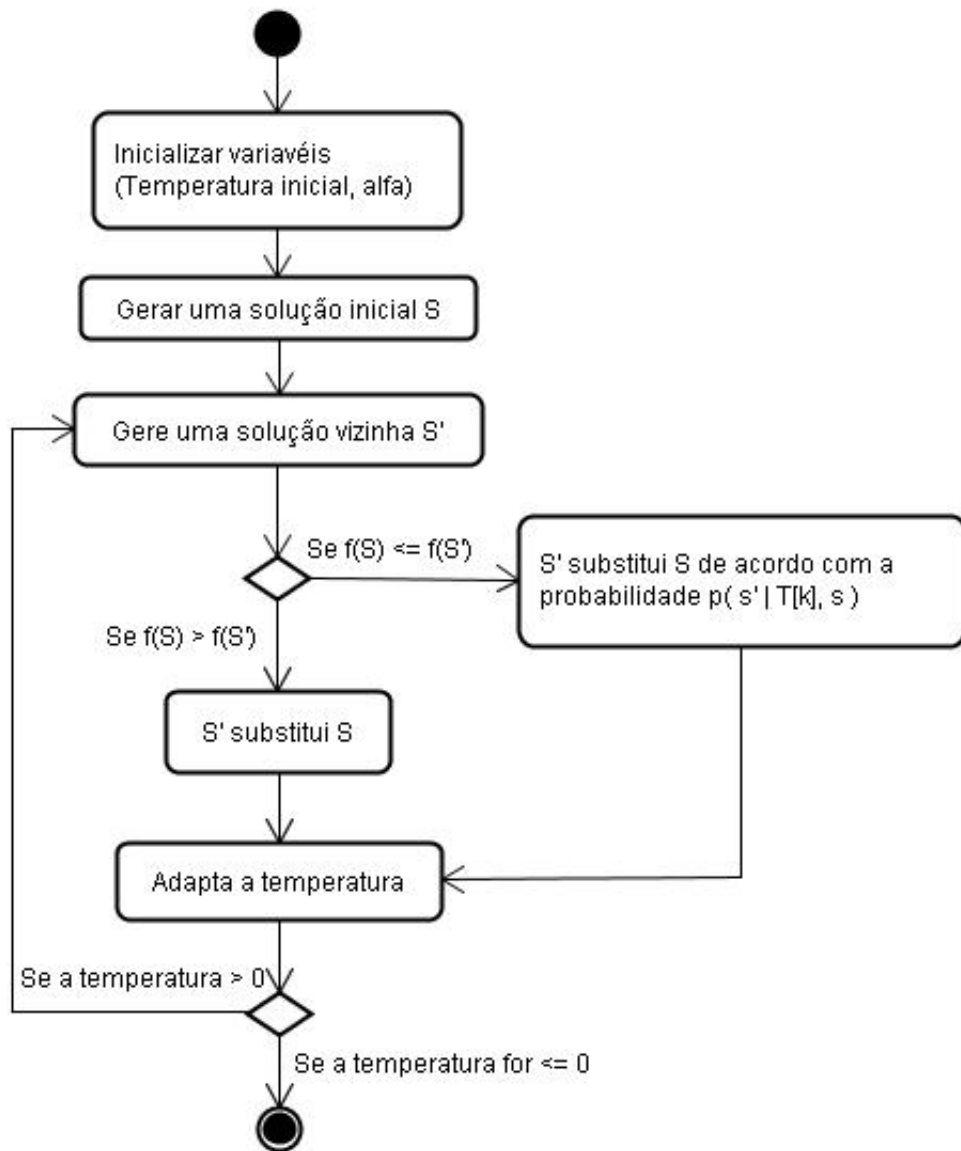 Inicializar variavéis
(Temperatura inicial, alfa)
Gerar uma solução inicial S
Gere uma solução vizinha S'
Se f(S) <= f(S')
S' substitui S de acordo com a
probabilidade p( s' | T[k], s )
Se f(S) > f(S')
S' substitui S
Adapta a temperatura
Se a temperatura > 0
Se a temperatura for <= 0